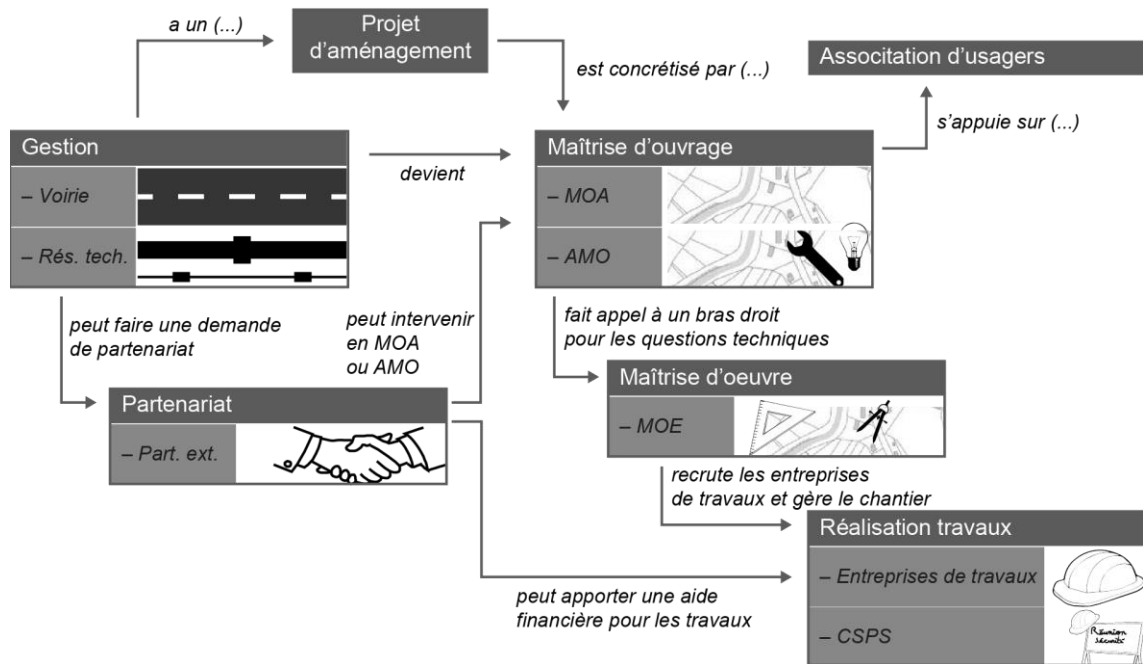 a un (...)
Projet
d'aménagement
est concrétisé par (...)
Associtation d'usagers
s'appuie sur (...)
Gestion
– Voirie
– Rés. tech.
devient
Maîtrise d'ouvrage
– MOA
– AMO
peut faire une demande
de partenariat
peut intervenir
en MOA
ou AMO
fait appel à un bras droit
pour les questions techniques
Partenariat
– Part. ext.
Maîtrise d'oeuvre
– MOE
recrute les entreprises
de travaux et gère le chantier
peut apporter une aide
financière pour les travaux
Réalisation travaux
– Entreprises de travaux
– CSPS
Réunion
sécurité